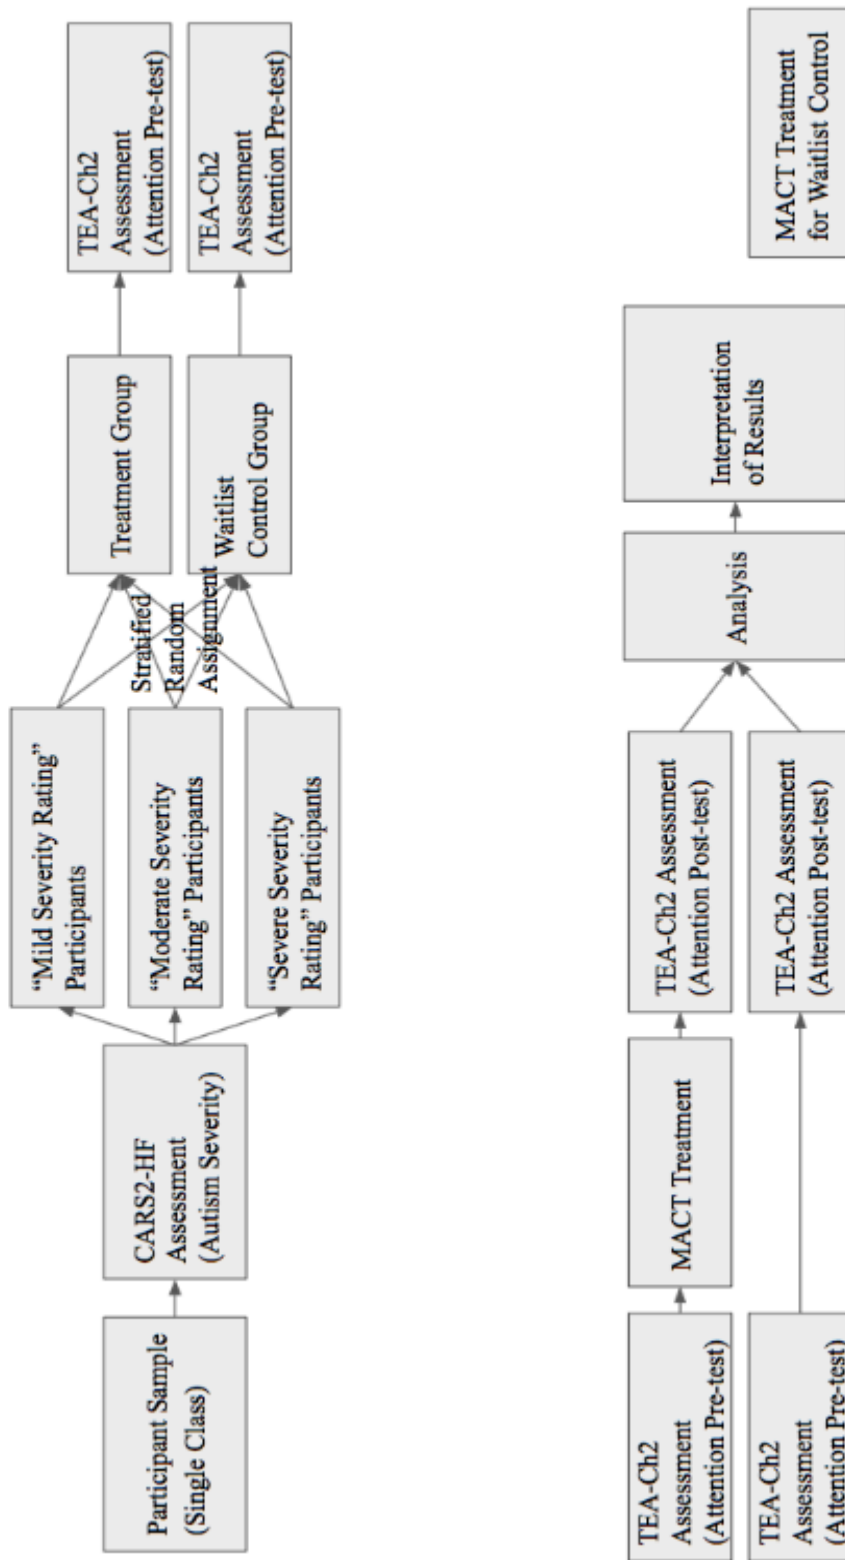 Participant Sample
(Single Class)
CARS2-HF
Assessment
(Autism Severity)
“Mild Severity Rating”
Participants
“Moderate Severity
Rating” Participants
“Severe Severity
Rating” Participants
Stratified
Random
Assignment
Treatment Group
Waitlist
Control Group
TEA-Ch2
Assessment
(Attention Pre-test)
TEA-Ch2
Assessment
(Attention Pre-test)
TEA-Ch2
Assessment
(Attention Pre-test)
TEA-Ch2
Assessment
(Attention Pre-test)
MACT Treatment
TEA-Ch2 Assessment
(Attention Post-test)
TEA-Ch2 Assessment
(Attention Post-test)
Analysis
Interpretation
of Results
MACT Treatment
for Waitlist Control